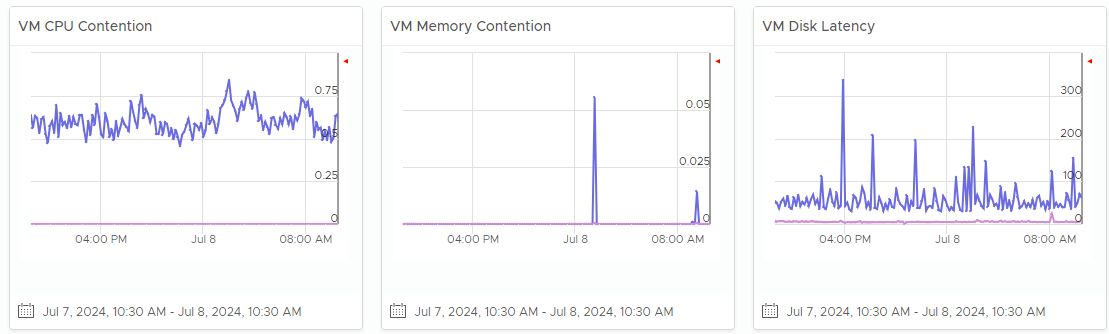 VM CPU Contention
0.75
0.5
0.25
0
04:00 PM Jul 8 08:00 AM
Jul 7, 2024, 10:30 AM - Jul 8, 2024, 10:30 AM
VM Memory Contention
0.05
0.025
0
04:00 PM Jul 8 08:00 AM
Jul 7, 2024, 10:30 AM - Jul 8, 2024, 10:30 AM
VM Disk Latency
300
200
100
0
04:00 PM Jul 8 08:00 AM
Jul 7, 2024, 10:30 AM - Jul 8, 2024, 10:30 AM